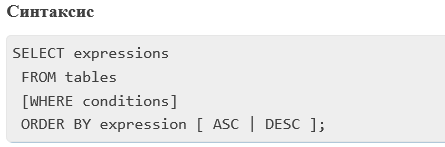 Синтаксис
SELECT expressions
FROM tables
[WHERE conditions]
ORDER BY expression [ ASC | DESC ];